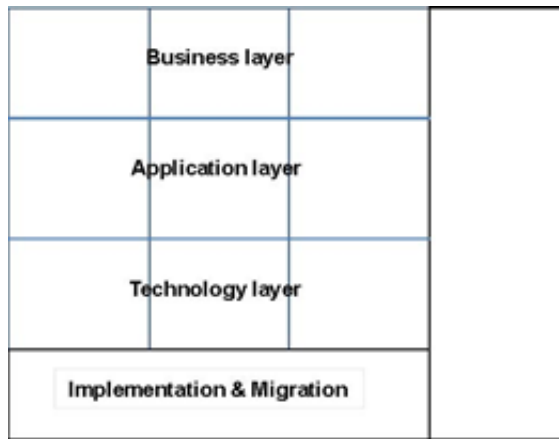 Business layer
Application layer
Technology layer
Implementation & Migration